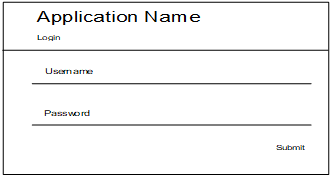 Application Name
Login
Username
Password
Submit